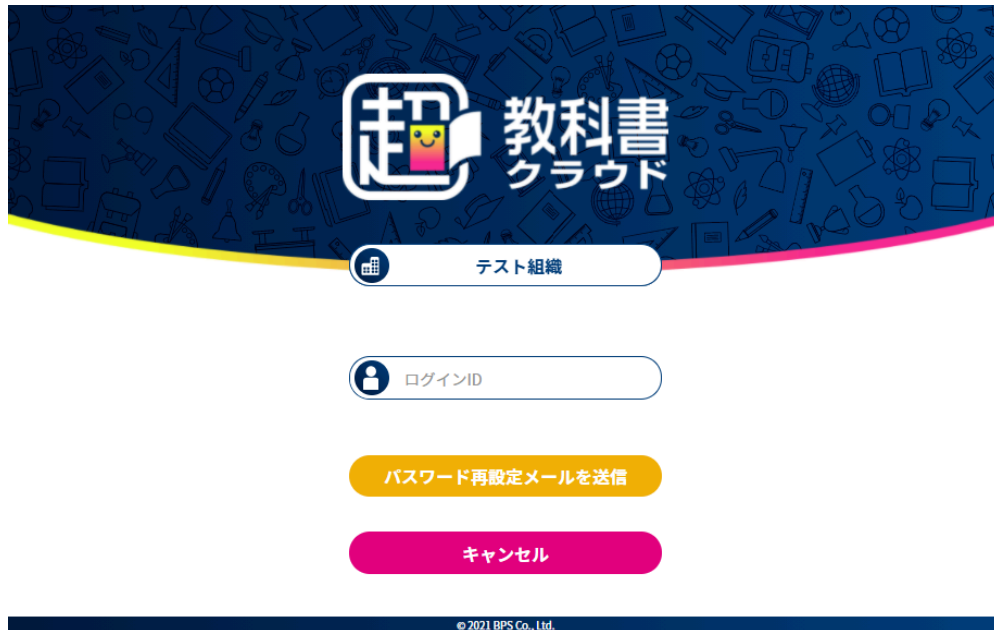 超
教科書
クラウド
テスト組織
ログインID
パスワード再設定メールを送信
キャンセル
© 2021 BPS Co., Ltd.